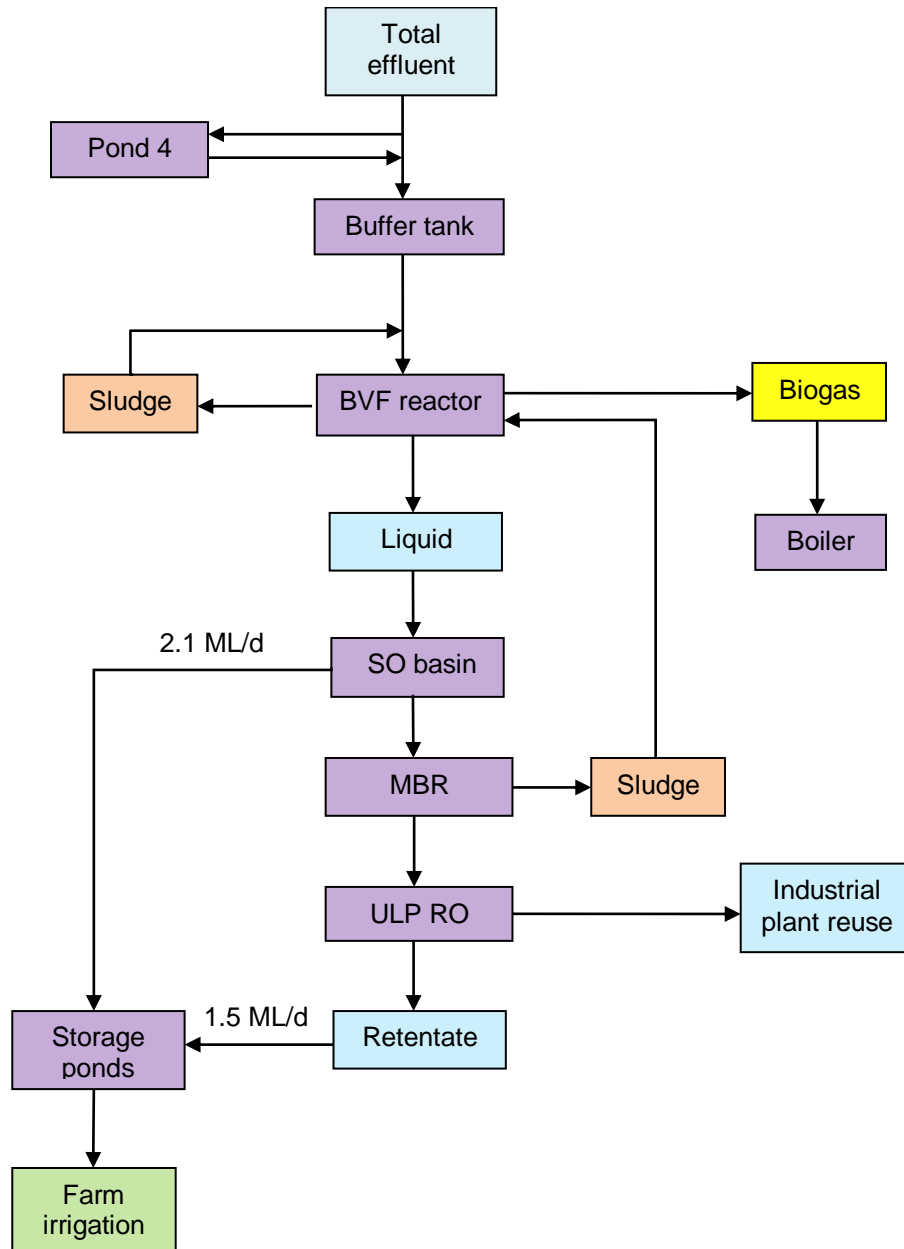 Total
effluent
Pond 4
Buffer tank
Sludge
BVF reactor
Biogas
Liquid
Boiler
2.1 ML/d
SO basin
MBR
Sludge
ULP RO
Industrial
plant reuse
1.5 ML/d
Storage
ponds
Retentate
Farm
irrigation